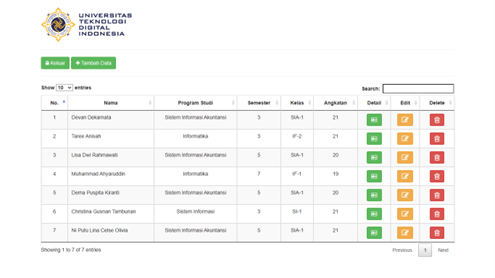 UNIVERSITAS
TEKNOLOGI
DIGITAL
INDONESIA
Keluar + Tambah Data
Show 10 entries Search:
No. Nama Program Studi Semester Kelas Angkatan Detail Edit Delete
1 Devan Dekamata Sistem Informasi Akuntansi 3 SIA-1 21
2 Taree Anisah Informatika 3 IF-2 21
3 Lisa Dwi Rahmawati Sistem Informasi Akuntansi 5 SIA-1 20
4 Muhammad Ahyaruddin Informatika 7 IF-1 19
5 Dema Puspita Kiranti Sistem Informasi Akuntansi 5 SIA-1 20
6 Christina Gusnan Tambunan Sistem Informasi 3 SI-1 21
7 Ni Putu Lina Celse Olivia Sistem Informasi Akuntansi 5 SIA-1 21
Showing 1 to 7 of 7 entries Previous 1 Next